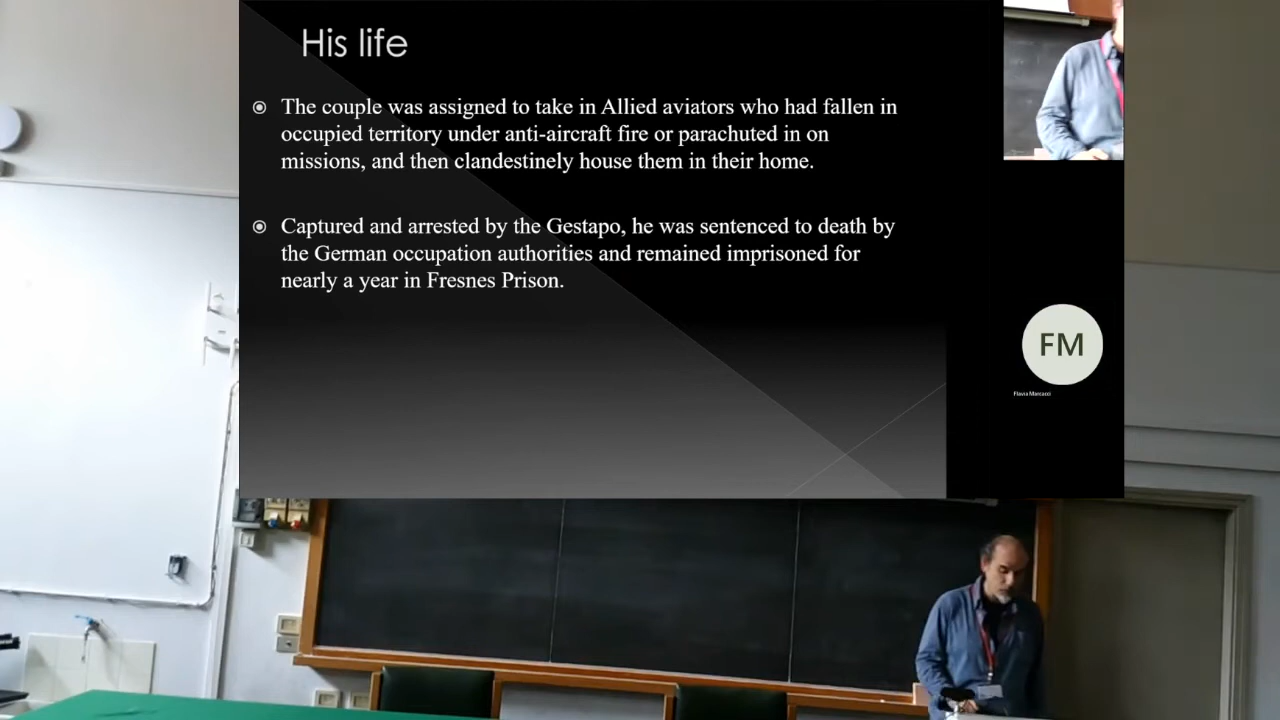 His life
The couple was assigned to take in Allied aviators who had fallen in
occupied territory under anti-aircraft fire or parachuted in on
missions, and then clandestinely house them in their home.
Captured and arrested by the Gestapo, he was sentenced to death by
the German occupation authorities and remained imprisoned for
nearly a year in Fresnes Prison.
FM
Flavia Marcacci